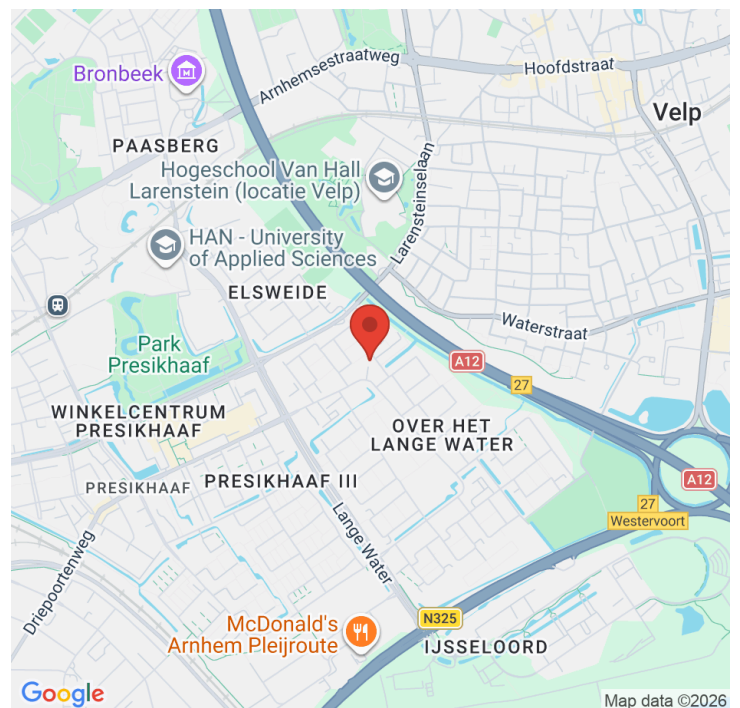 Bronbeek
Arnhemsestraatweg
Hoofdstraat
Velp
PAASBERG
Hogeschool Van Hall
Larenstein (locatie Velp)
Larensteinselaan
HAN - University
of Applied Sciences
ELSWEIDE
Waterstraat
Park
Presikhaaf
A12
27
WINKELCENTRUM
PRESIKHAAF
OVER HET
LANGE WATER
PRESIKHAAF III
PRESIKHAAF
A12
27
Westervoort
Lange Water
Driepoortenweg
McDonald's
Arnhem Pleijroute
N325
IJSSELOORD
Google
Map data ©2026